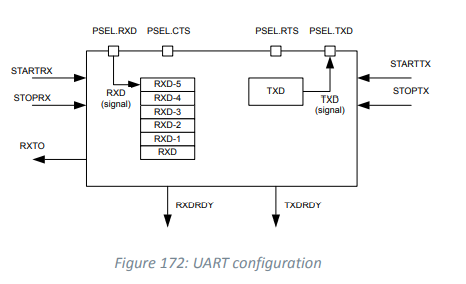 PSEL.RXD PSEL.CTS PSEL.RTS PSEL.TXD
STARTRX
STOPRX
RXTO
RXD
(signal)
RXD-5
RXD-4
RXD-3
RXD-2
RXD-1
RXD
TXD
TXD
(signal)
STARTTX
STOPTX
RXDRDY
TXDRDY
Figure 172: UART configuration